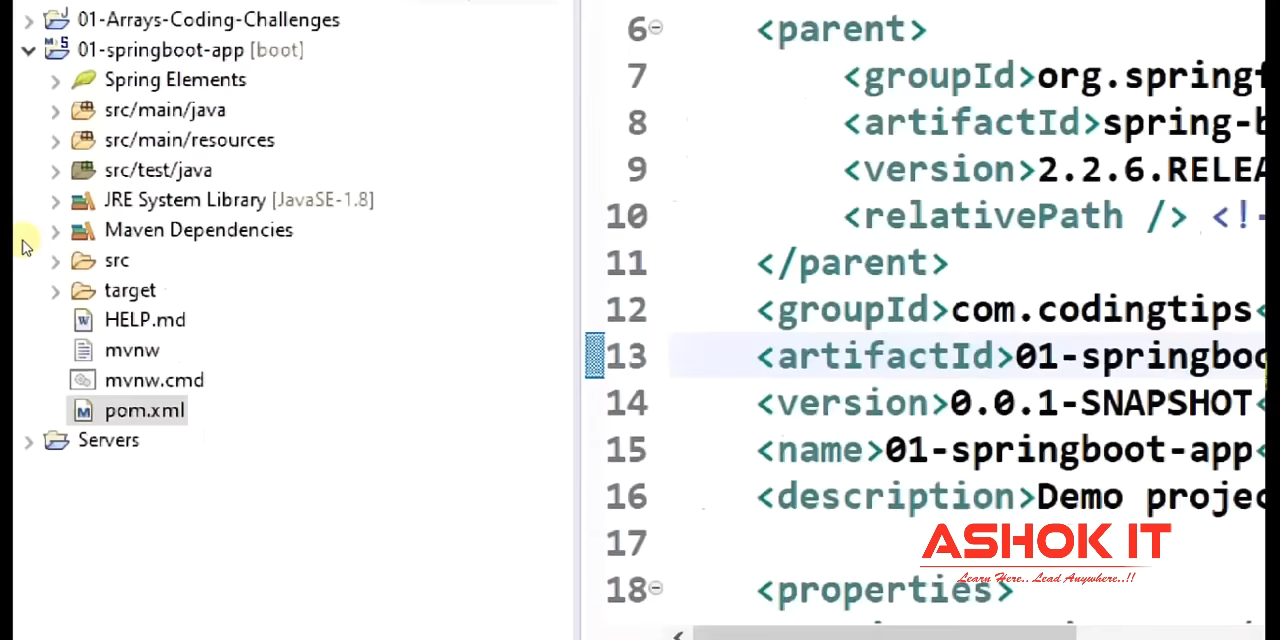 01-Arrays-Coding-Challenges
01-springboot-app [boot]
Spring Elements
src/main/java
src/main/resources
src/test/java
JRE System Library [JavaSE-1.8]
Maven Dependencies
src
target
HELP.md
mvnw
mvnw.cmd
pom.xml
Servers
6 <parent>
7 <groupId>org.springf
8 <artifactId>spring-b
9 <version>2.2.6.RELEA
10 <relativePath /> <!-
11 </parent>
12 <groupId>com.codingtips<
13 <artifactId>01-springboo
14 <version>0.0.1-SNAPSHOT<
15 <name>01-springboot-app<
16 <description>Demo projec
17
18 <properties>
ASHOK IT
Learn Here.. Lead Anywhere..!!